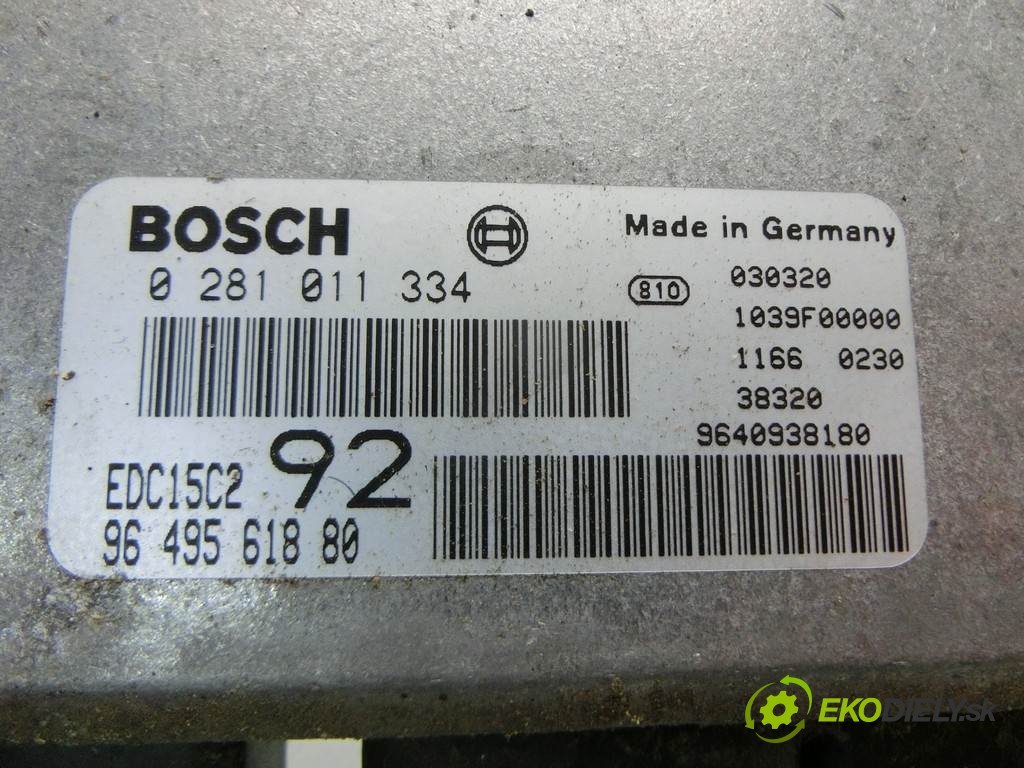 BOSCH
Made in Germany
0 281 011 334
810
030320
1039F00000
1166 0230
38320
9640938180
EDC15C2 92
96 495 618 80
EKODIELY.SK